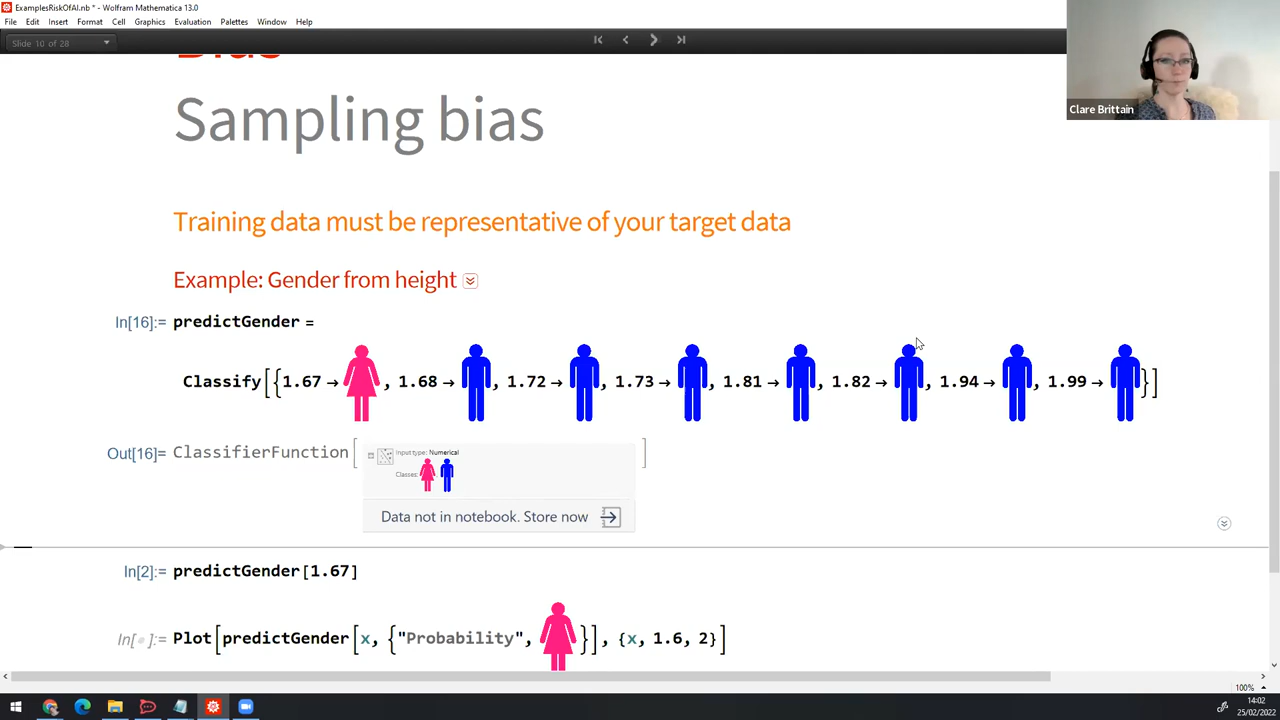 ExamplesRiskOfAI.nb * - Wolfram Mathematica 13.0
File Edit Insert Format Cell Graphics Evaluation Palettes Window Help
Slide 10 of 28
Bias
Clare Brittain
Sampling bias
Training data must be representative of your target data
Example: Gender from height
In[16]:= predictGender =
Classify[{1.67→ , 1.68→ , 1.72→ , 1.73→ , 1.81→ , 1.82→ , 1.94→ , 1.99→ }]
Out[16]= ClassifierFunction[ ]
Input type: Numerical
Classes:
Data not in notebook. Store now
In[2]:= predictGender[1.67]
In[ ]:= Plot[predictGender[x, {"Probability", }], {x, 1.6, 2}]
100%
14:02
25/02/2022